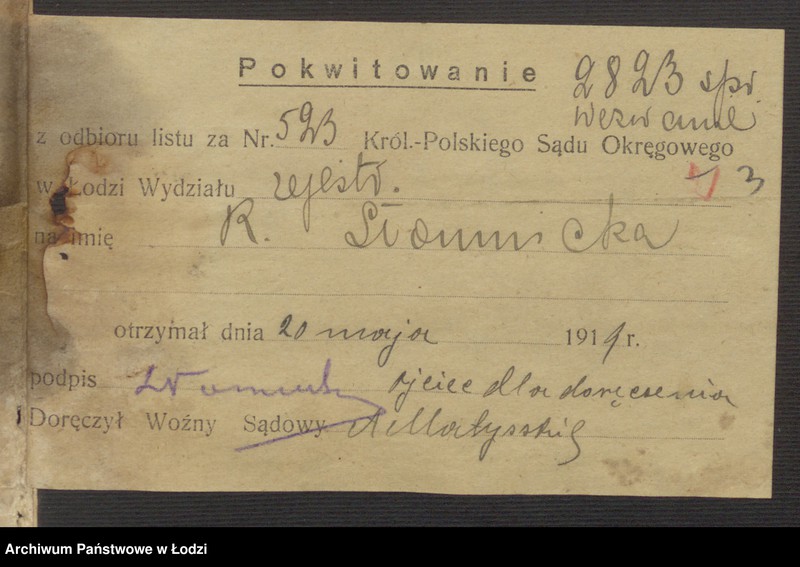 Pokwitowanie 2823 spr.
wezwanie
z odbioru listu za Nr. 523 Król.-Polskiego Sądu Okręgowego
w Łodzi Wydziału rejestr. 3
na imię R. Słomnicka
otrzymał dnia 20 maja 1919 r.
podpis ojciec dla doręczenia
Doręczył Woźny Sądowy
Archiwum Państwowe w Łodzi